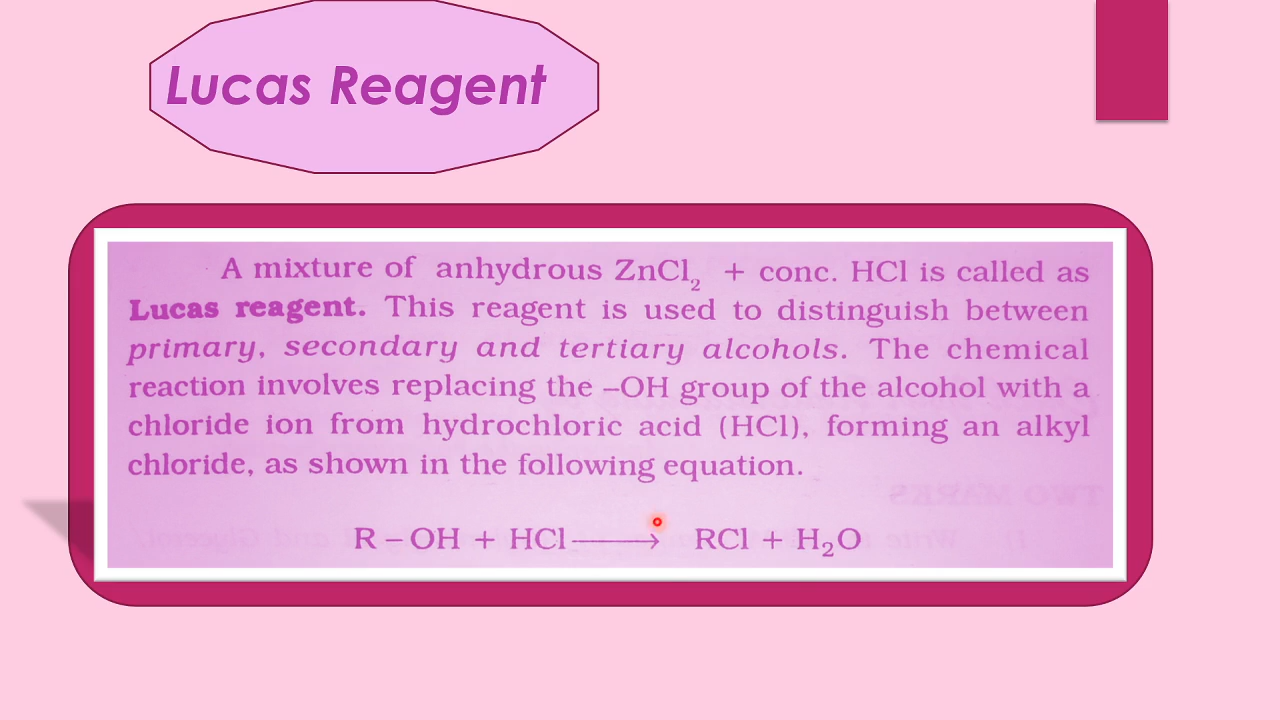 Lucas Reagent
A mixture of anhydrous ZnCl₂ + conc. HCl is called as
Lucas reagent. This reagent is used to distinguish between
primary, secondary and tertiary alcohols. The chemical
reaction involves replacing the –OH group of the alcohol with a
chloride ion from hydrochloric acid (HCl), forming an alkyl
chloride, as shown in the following equation.
TWO MARKS
R – OH + HCl ⟶ RCl + H₂O